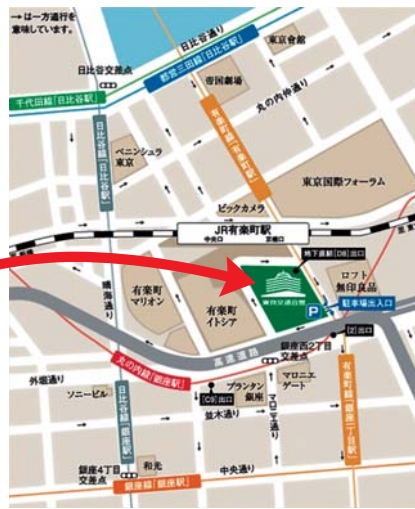 →は一方通行を
意味しています。
日比谷通り
都営三田線「日比谷駅」
東京會舘
日比谷交差点
千代田線「日比谷駅」
帝国劇場
丸の内仲通り
日比谷線「日比谷駅」
ペニンシュラ
東京
有楽町線「有楽町駅」
東京国際フォーラム
ビックカメラ
JR有楽町駅
中央口
京橋口
地下直結[D8]出口
東京交通会館
ロフト
無印良品
P
駐車場出入口
晴海通り
有楽町
マリオン
有楽町
イトシア
[2]出口
高速道路
銀座西2丁目
交差点
丸の内線「銀座駅」
外堀通り
ソニービル
[C9]出口
プランタン
銀座
マロニエ
ゲート
並木通り
マロニエ通り
有楽町線「銀座一丁目駅」
日比谷線「銀座駅」
銀座4丁目
交差点
和光
中央通り
銀座線「銀座駅」